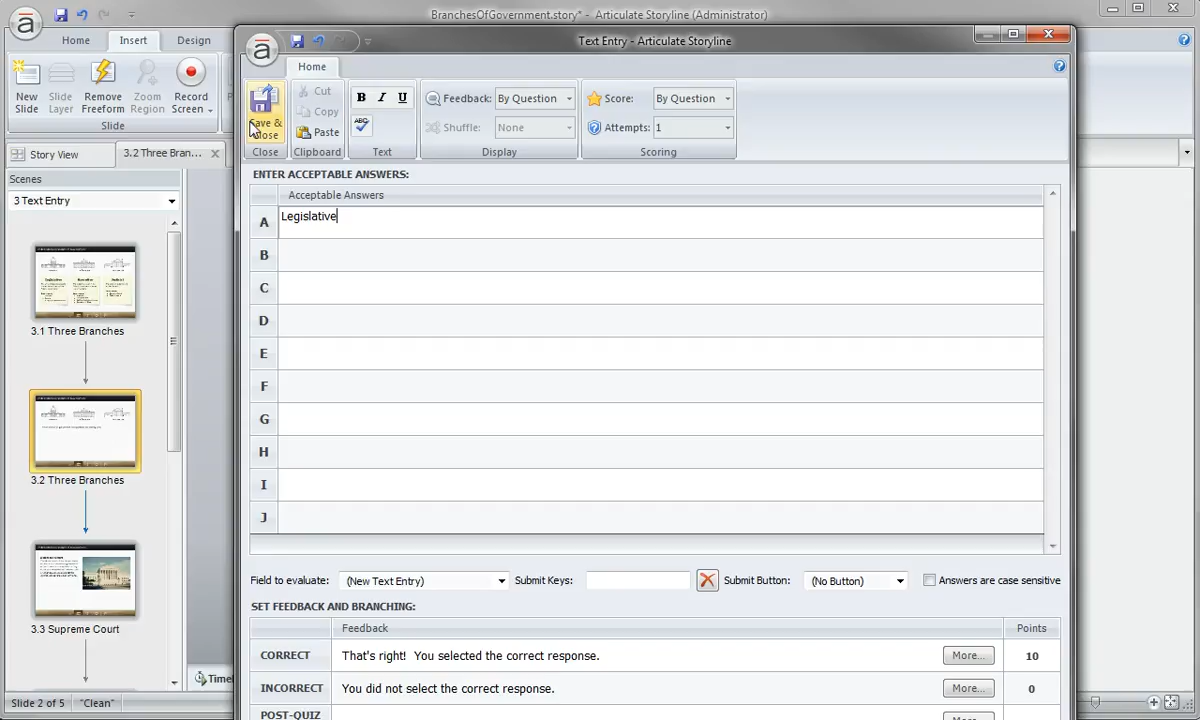 BranchesOfGovernment.story* - Articulate Storyline (Administrator)
Home
Insert
Design
New
Slide
Slide
Layer
Remove
Freeform
Zoom
Region
Record
Screen
Slide
Story View
3.2 Three Bran...
Scenes
3 Text Entry
3.1 Three Branches
3.2 Three Branches
3.3 Supreme Court
Slide 2 of 5
"Clean"
Text Entry - Articulate Storyline
Home
Save &
Close
Close
Cut
Copy
Paste
Clipboard
B I U
ABC
Text
Feedback: By Question
Shuffle: None
Display
Score: By Question
Attempts: 1
Scoring
ENTER ACCEPTABLE ANSWERS:
Acceptable Answers
A Legislative
B
C
D
E
F
G
H
I
J
Field to evaluate: (New Text Entry) Submit Keys: Submit Button: (No Button) Answers are case sensitive
SET FEEDBACK AND BRANCHING:
Feedback Points
CORRECT That's right! You selected the correct response. More... 10
INCORRECT You did not select the correct response. More... 0
POST-QUIZ